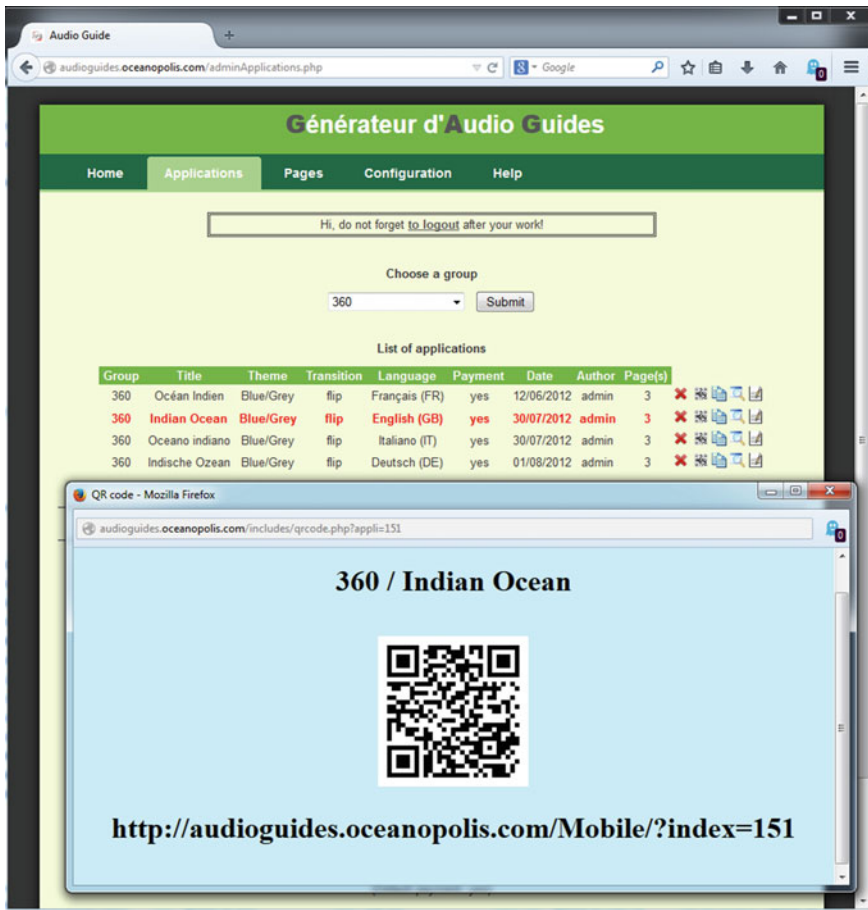 Audio Guide
audioguides.oceanopolis.com/adminApplications.php
Google
0
Générateur d'Audio Guides
Home Applications Pages Configuration Help
Hi, do not forget to logout after your work!
Choose a group
360 Submit
List of applications
Group Title Theme Transition Language Payment Date Author Page(s)
360 Océan Indien Blue/Grey flip Français (FR) yes 12/06/2012 admin 3
360 Indian Ocean Blue/Grey flip English (GB) yes 30/07/2012 admin 3
360 Oceano indiano Blue/Grey flip Italiano (IT) yes 30/07/2012 admin 3
360 Indische Ozean Blue/Grey flip Deutsch (DE) yes 01/08/2012 admin 3
QR code - Mozilla Firefox
audioguides.oceanopolis.com/includes/qrcode.php?appli=151
0
360 / Indian Ocean
http://audioguides.oceanopolis.com/Mobile/?index=151